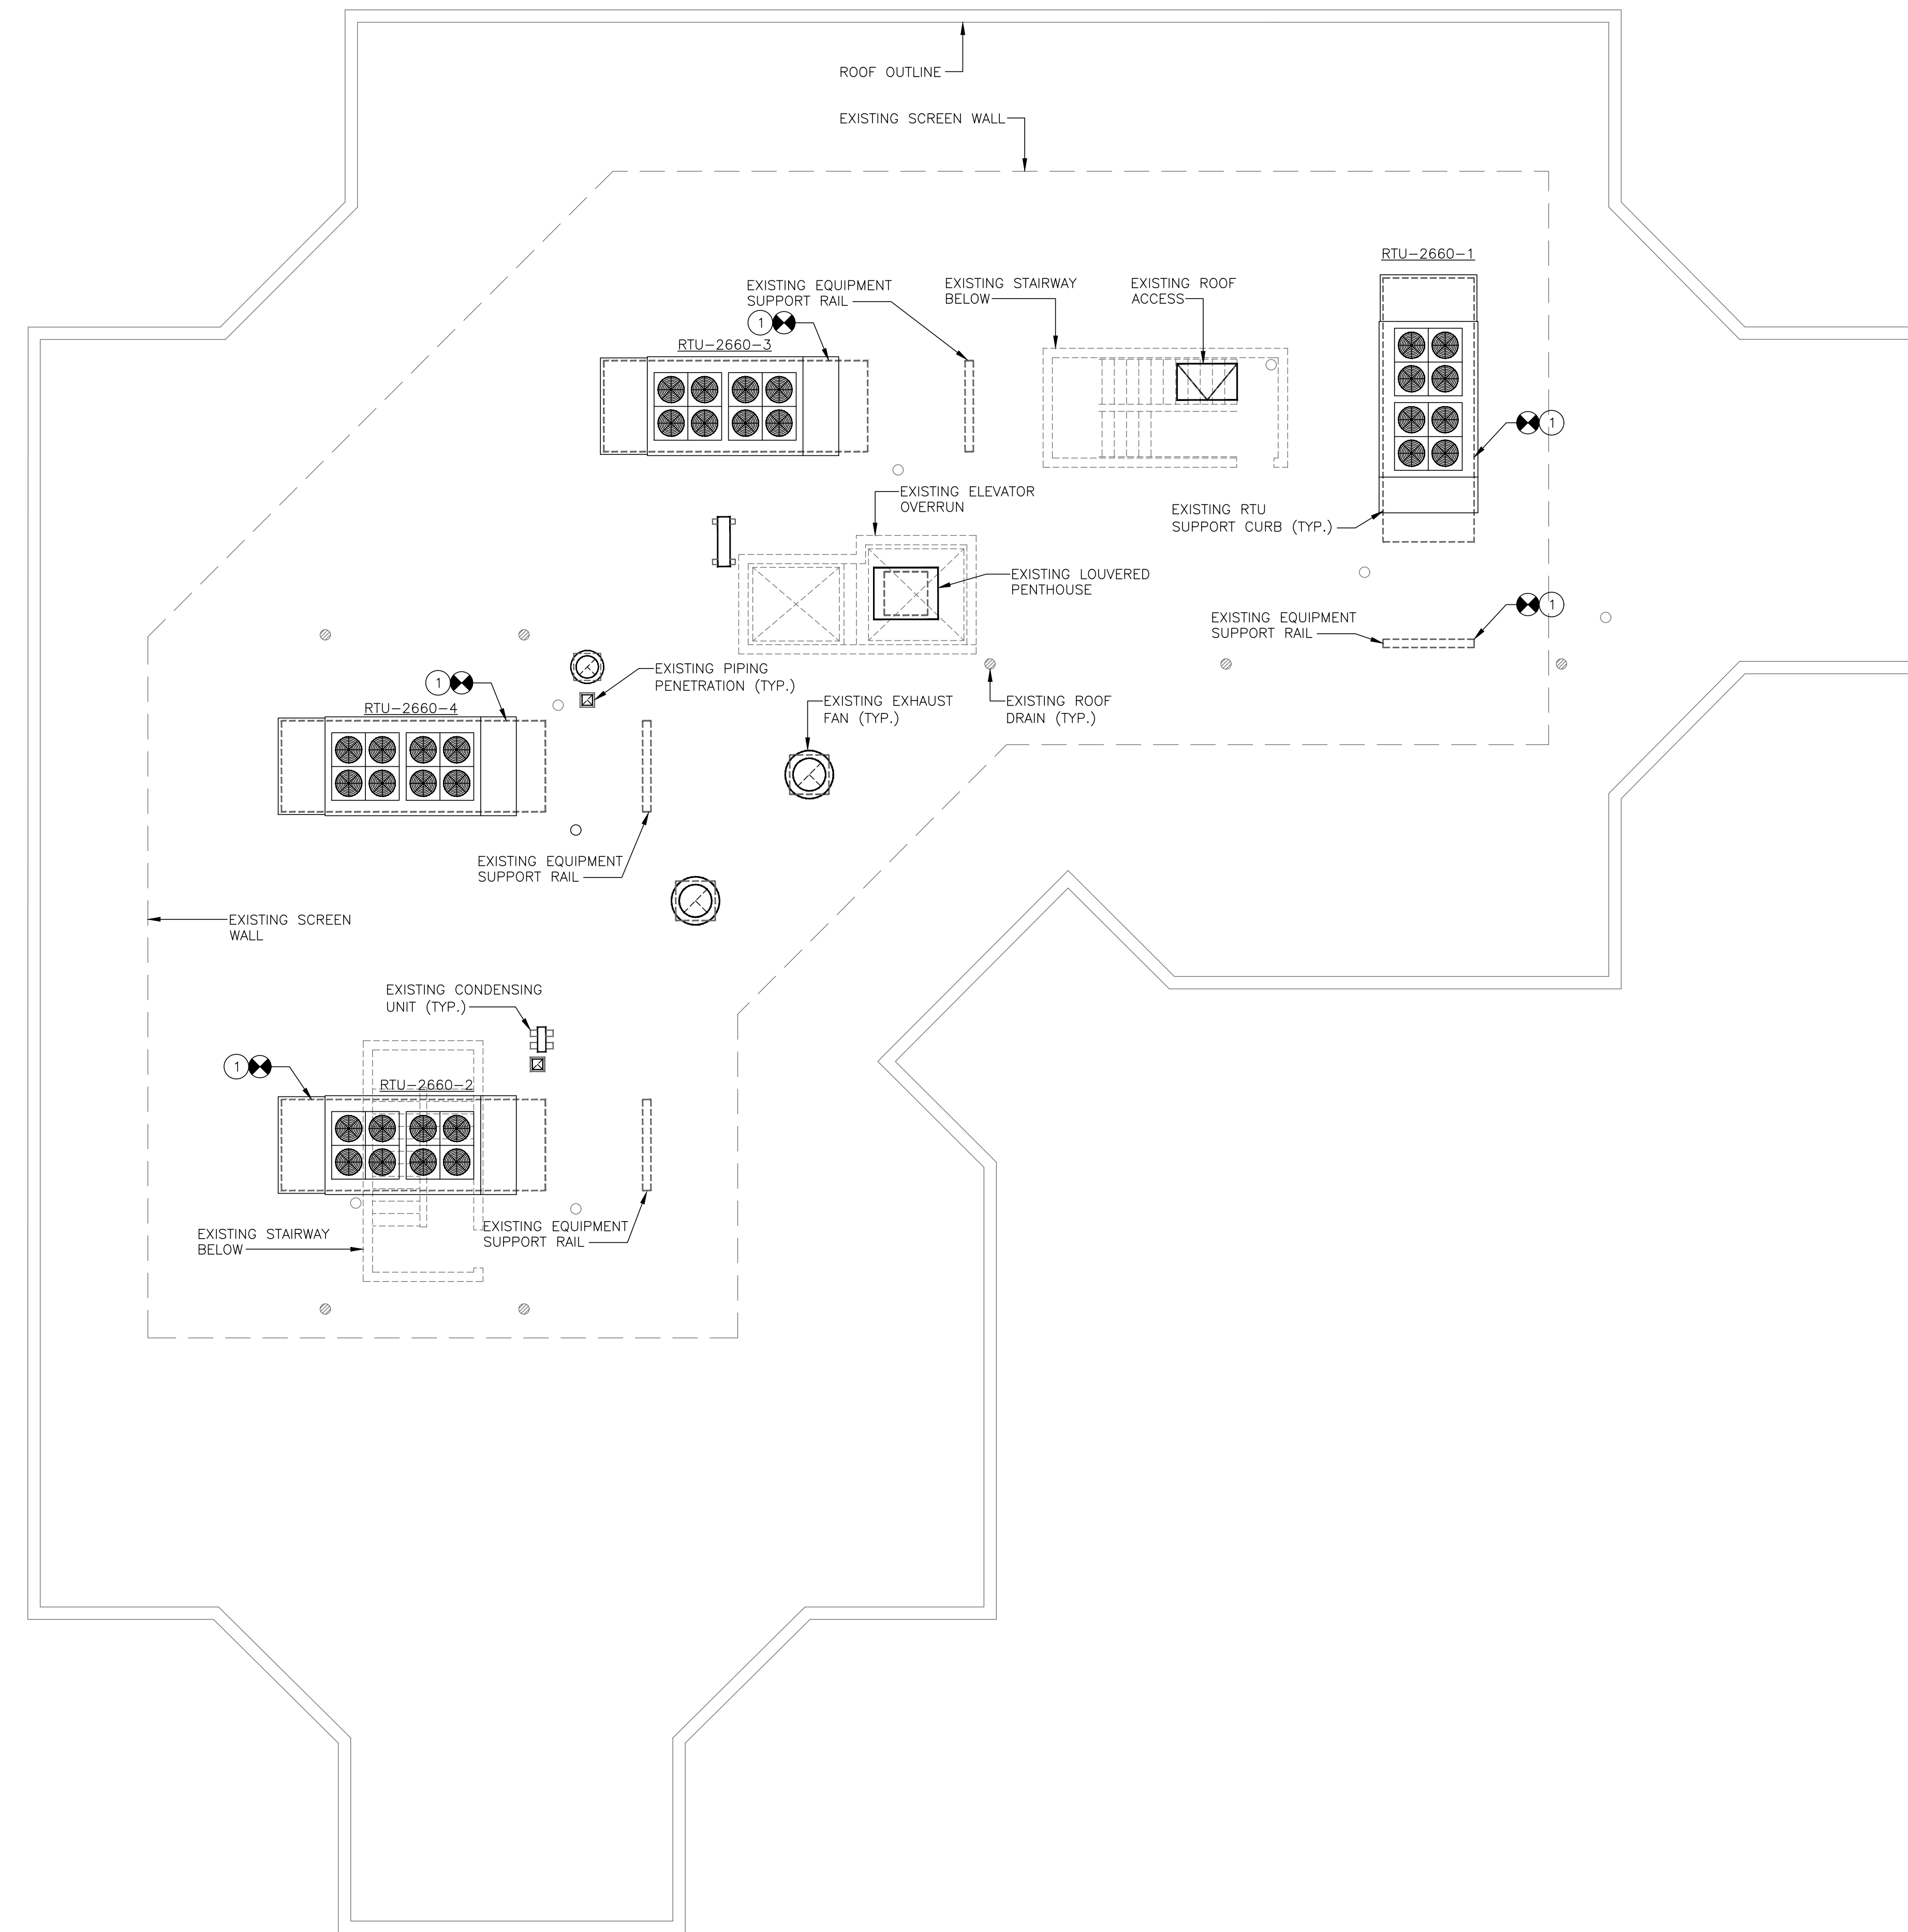 ROOF OUTLINE
EXISTING SCREEN WALL
RTU-2660-1
EXISTING EQUIPMENT
SUPPORT RAIL
EXISTING STAIRWAY
BELOW
EXISTING ROOF
ACCESS
1
RTU-2660-3
1
EXISTING ELEVATOR
OVERRUN
EXISTING RTU
SUPPORT CURB (TYP.)
EXISTING LOUVERED
PENTHOUSE
1
EXISTING EQUIPMENT
SUPPORT RAIL
EXISTING PIPING
PENETRATION (TYP.)
1
RTU-2660-4
EXISTING EXHAUST
FAN (TYP.)
EXISTING ROOF
DRAIN (TYP.)
EXISTING EQUIPMENT
SUPPORT RAIL
EXISTING SCREEN
WALL
EXISTING CONDENSING
UNIT (TYP.)
1
RTU-2660-2
EXISTING STAIRWAY
BELOW
EXISTING EQUIPMENT
SUPPORT RAIL